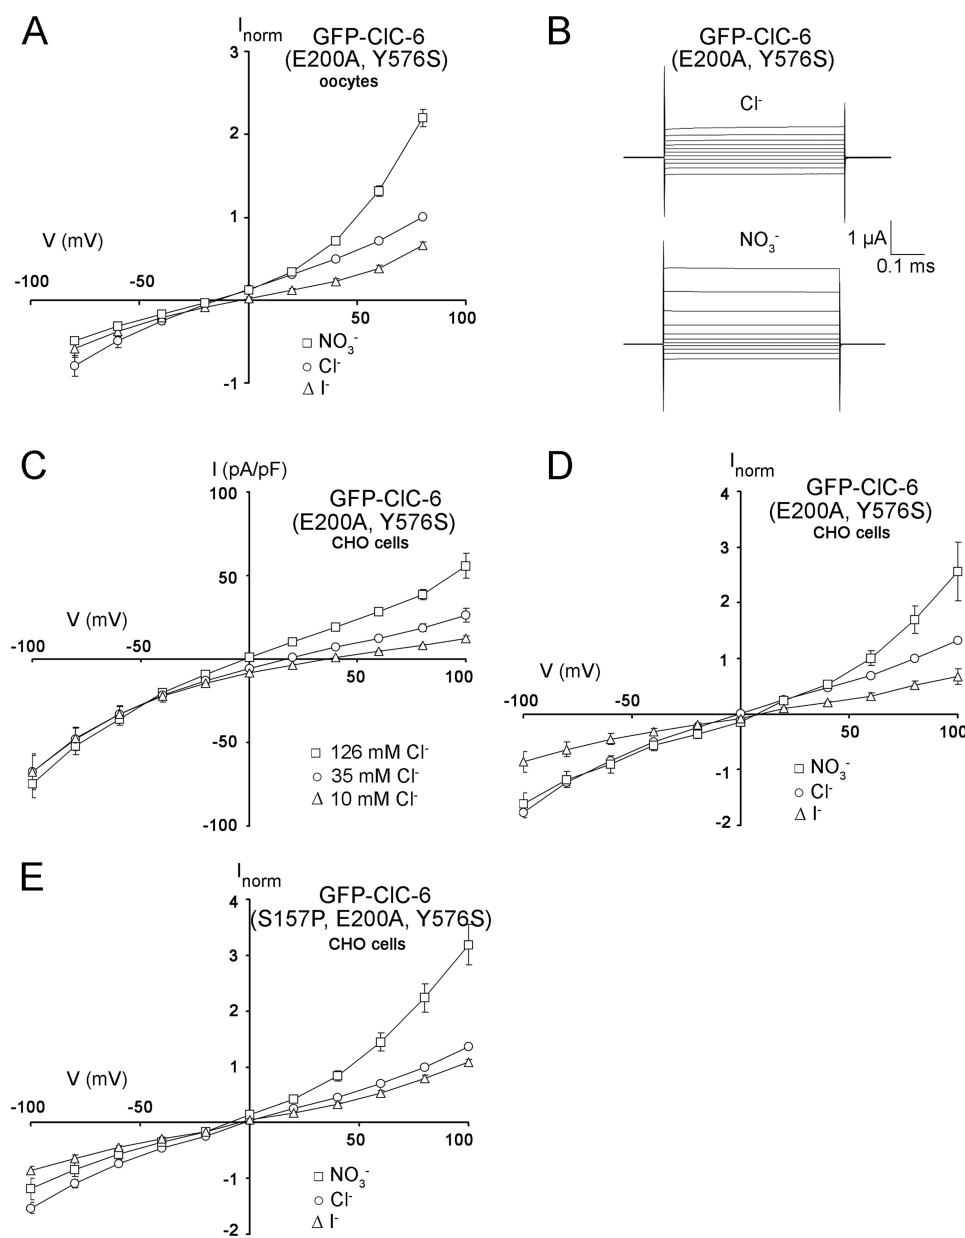 A
I norm
GFP-ClC-6
(E200A, Y576S)
oocytes
3
2
1
V (mV)
-100 -50
50 100
-1
NO3-
Cl-
I-
B
GFP-ClC-6
(E200A, Y576S)
Cl-
NO3-
1 µA
0.1 ms
C
I (pA/pF)
GFP-ClC-6
(E200A, Y576S)
CHO cells
100
50
V (mV)
-100 -50
50 100
-50
-100
126 mM Cl-
35 mM Cl-
10 mM Cl-
D
I norm
GFP-ClC-6
(E200A, Y576S)
CHO cells
4
3
2
1
V (mV)
-100 -50
50 100
-1
-2
NO3-
Cl-
I-
E
I norm
GFP-ClC-6
(S157P, E200A, Y576S)
CHO cells
4
3
2
1
V (mV)
-100 -50
50 100
-1
-2
NO3-
Cl-
I-